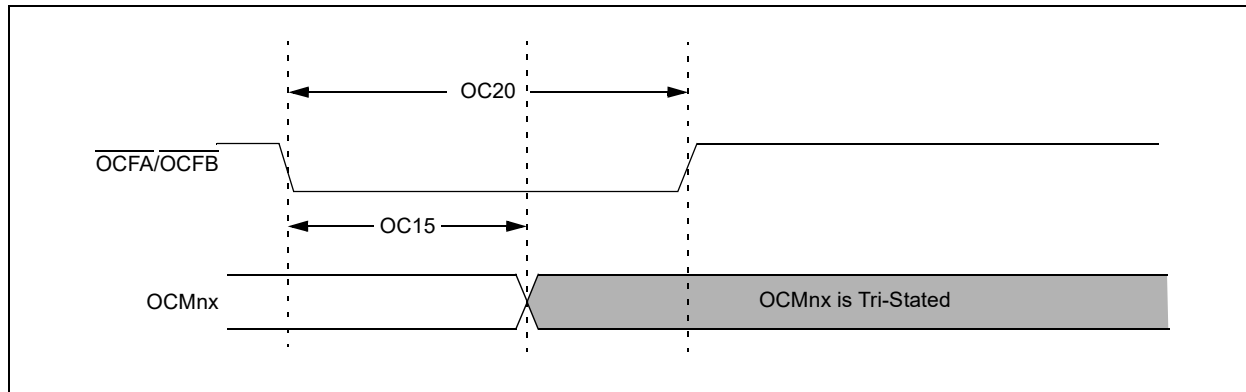 OC20
OCFA/OCFB
OC15
OCMnx
OCMnx is Tri-Stated